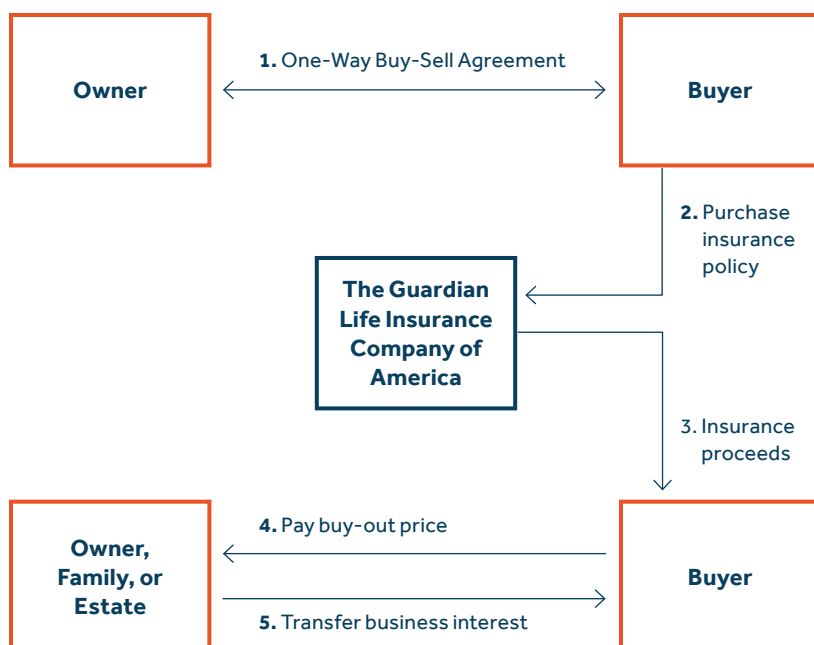 1. One-Way Buy-Sell Agreement
Owner
Buyer
2. Purchase
insurance
policy
The Guardian
Life Insurance
Company of
America
3. Insurance
proceeds
4. Pay buy-out price
Owner,
Family, or
Estate
Buyer
5. Transfer business interest